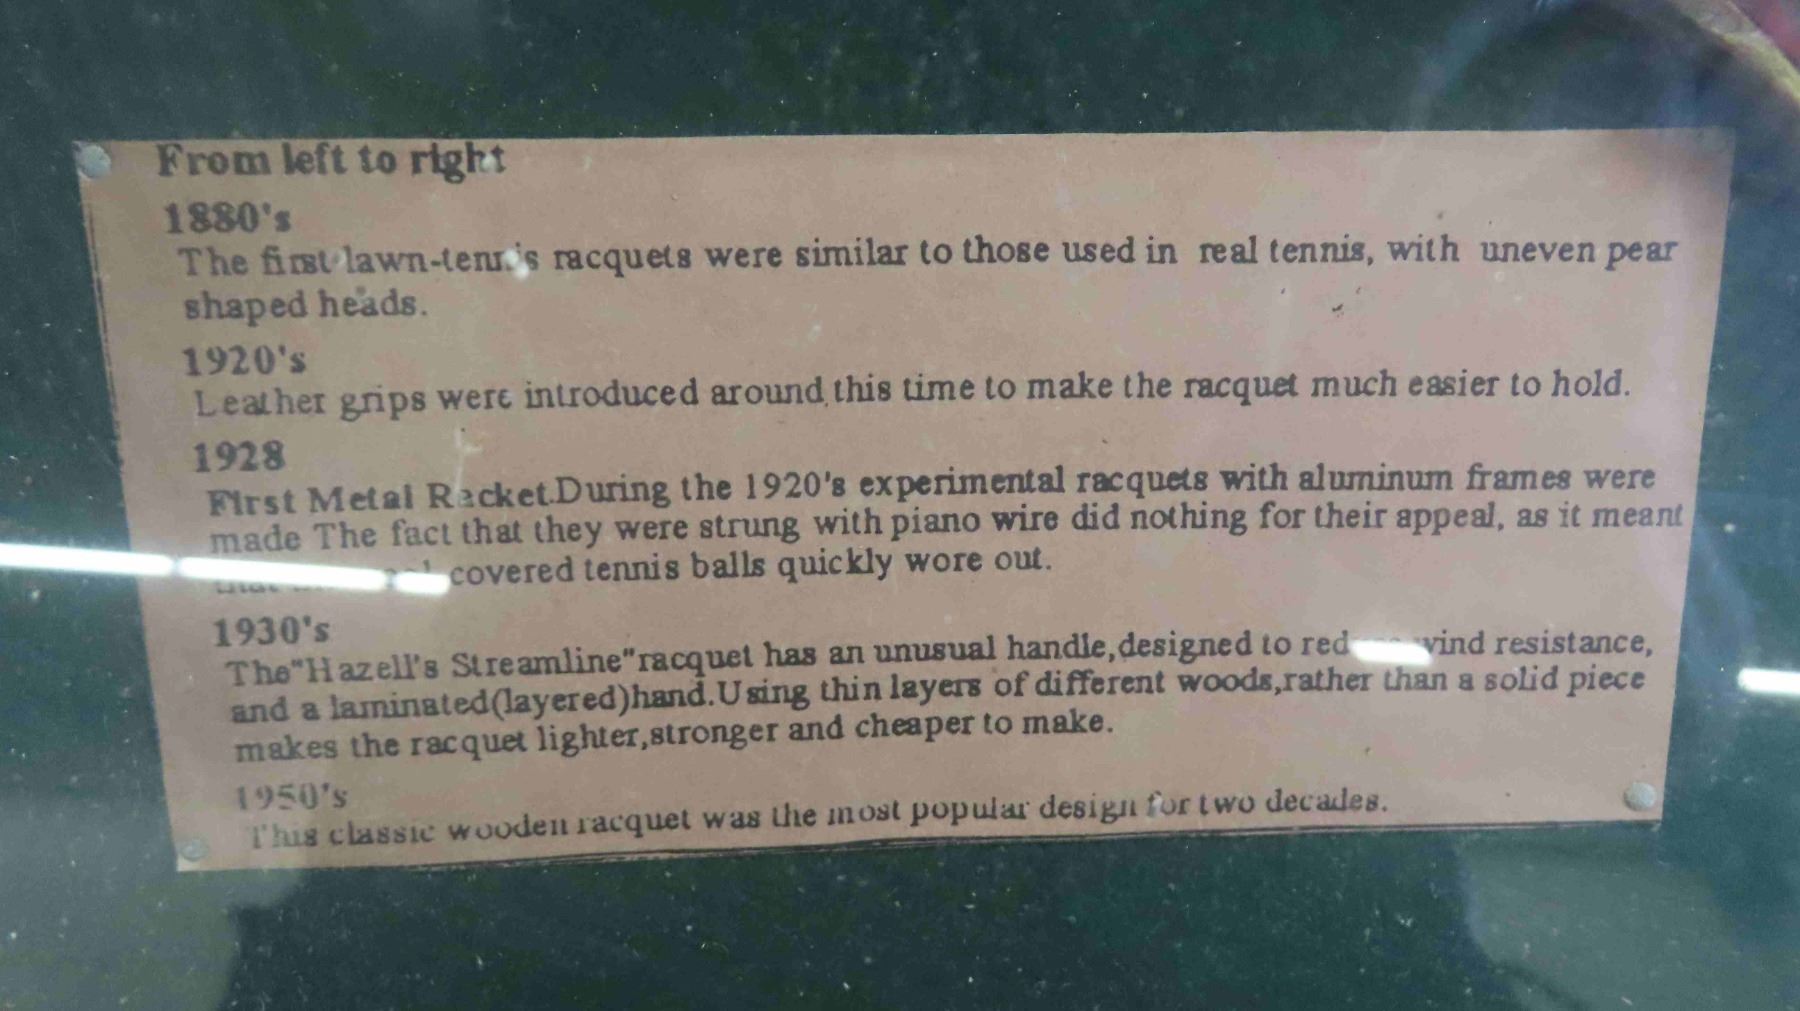 From left to right
1880's
The first lawn-tennis racquets were similar to those used in real tennis, with uneven pear
shaped heads.
1920's
Leather grips were introduced around this time to make the racquet much easier to hold.
1928
First Metal Racket.During the 1920's experimental racquets with aluminum frames were
made The fact that they were strung with piano wire did nothing for their appeal, as it meant
that covered tennis balls quickly wore out.
1930's
The"Hazell's Streamline"racquet has an unusual handle,designed to reduce wind resistance,
and a laminated(layered)hand.Using thin layers of different woods,rather than a solid piece
makes the racquet lighter,stronger and cheaper to make.
1950's
This classic wooden racquet was the most popular design for two decades.